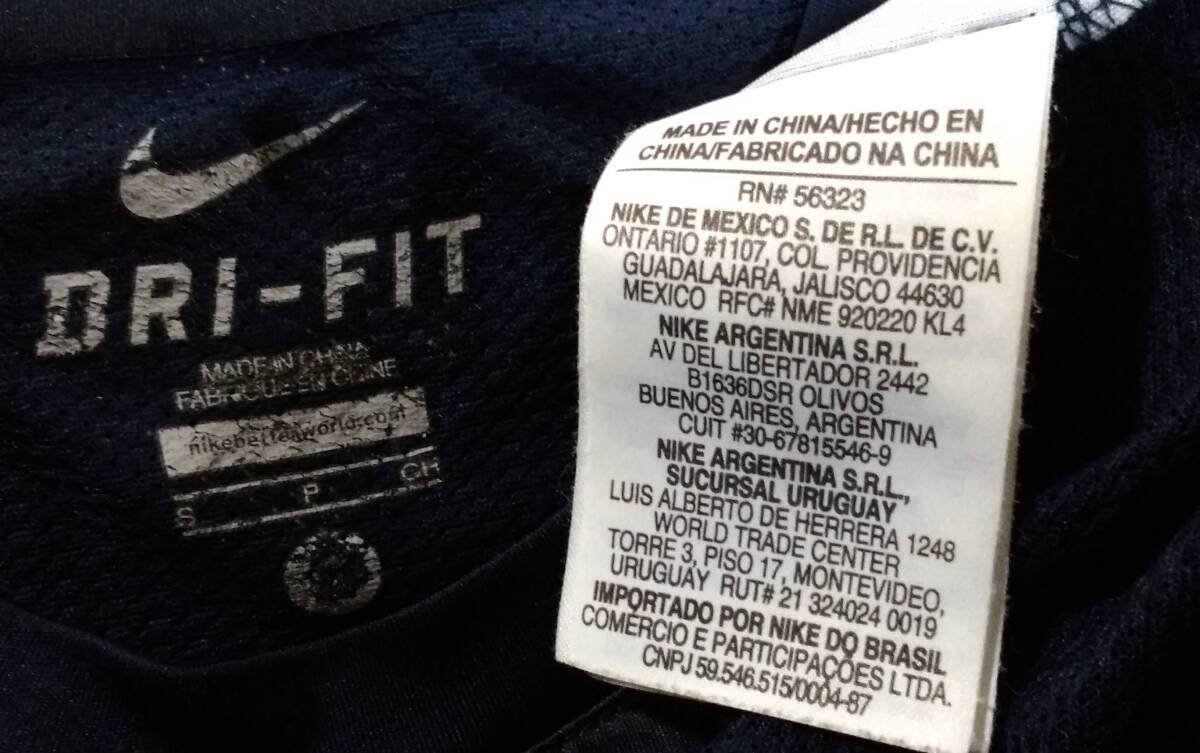 DRI-FIT
MADE IN CHINA
FABRIQUÉ EN CHINE
nikebetterworld.com
S P CH
MADE IN CHINA/HECHO EN
CHINA/FABRICADO NA CHINA
RN# 56323
NIKE DE MEXICO S. DE R.L. DE C.V.
ONTARIO #1107, COL. PROVIDENCIA
GUADALAJARA, JALISCO 44630
MEXICO RFC# NME 920220 KL4
NIKE ARGENTINA S.R.L.
AV DEL LIBERTADOR 2442
B1636DSR OLIVOS
BUENOS AIRES, ARGENTINA
CUIT #30-67815546-9
NIKE ARGENTINA S.R.L.,
SUCURSAL URUGUAY
LUIS ALBERTO DE HERRERA 1248
WORLD TRADE CENTER
TORRE 3, PISO 17, MONTEVIDEO,
URUGUAY RUT# 21 324024 0019
IMPORTADO POR NIKE DO BRASIL
COMÉRCIO E PARTICIPAÇÕES LTDA.
CNPJ 59.546.515/0004-87